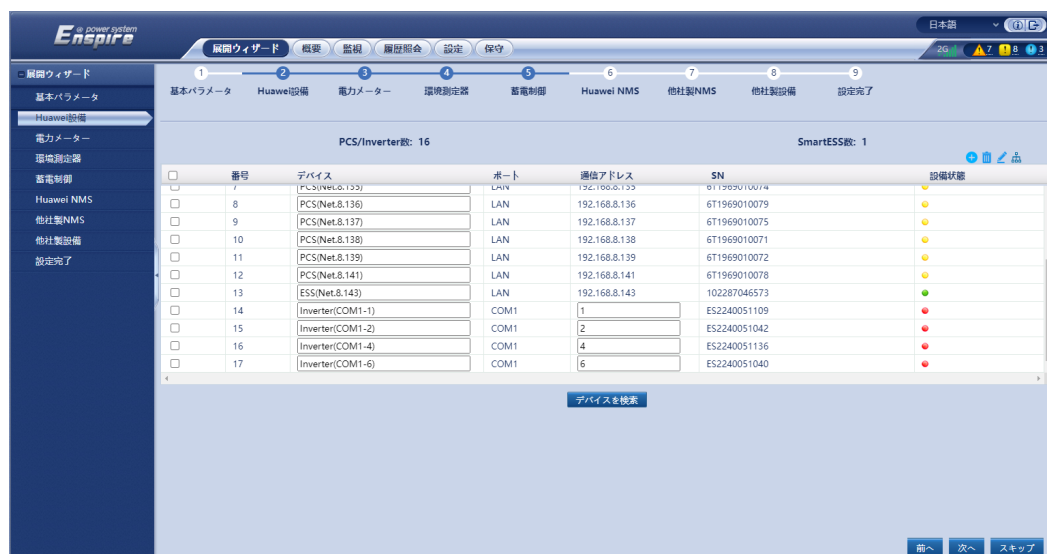 @ power system
Enspire
日本語
展開ウィザード 概要 監視 履歴照会 設定 保守
2G 7 8 3
展開ウィザード
基本パラメータ
Huawei設備
電力メーター
環境測定器
蓄電制御
Huawei NMS
他社製NMS
他社製設備
設定完了
1 2 3 4 5 6 7 8 9
基本パラメータ Huawei設備 電力メーター 環境測定器 蓄電制御 Huawei NMS 他社製NMS 他社製設備 設定完了
PCS/Inverter数: 16 SmartESS数: 1
番号 デバイス ポート 通信アドレス SN 設備状態
7 PCS(Net.8.135) LAN 192.168.8.135 6T1969010074
8 PCS(Net.8.136) LAN 192.168.8.136 6T1969010079
9 PCS(Net.8.137) LAN 192.168.8.137 6T1969010075
10 PCS(Net.8.138) LAN 192.168.8.138 6T1969010071
11 PCS(Net.8.139) LAN 192.168.8.139 6T1969010072
12 PCS(Net.8.141) LAN 192.168.8.141 6T1969010078
13 ESS(Net.8.143) LAN 192.168.8.143 102287046573
14 Inverter(COM1-1) COM1 1 ES2240051109
15 Inverter(COM1-2) COM1 2 ES2240051042
16 Inverter(COM1-4) COM1 4 ES2240051136
17 Inverter(COM1-6) COM1 6 ES2240051040
デバイスを検索
前へ 次へ スキップ